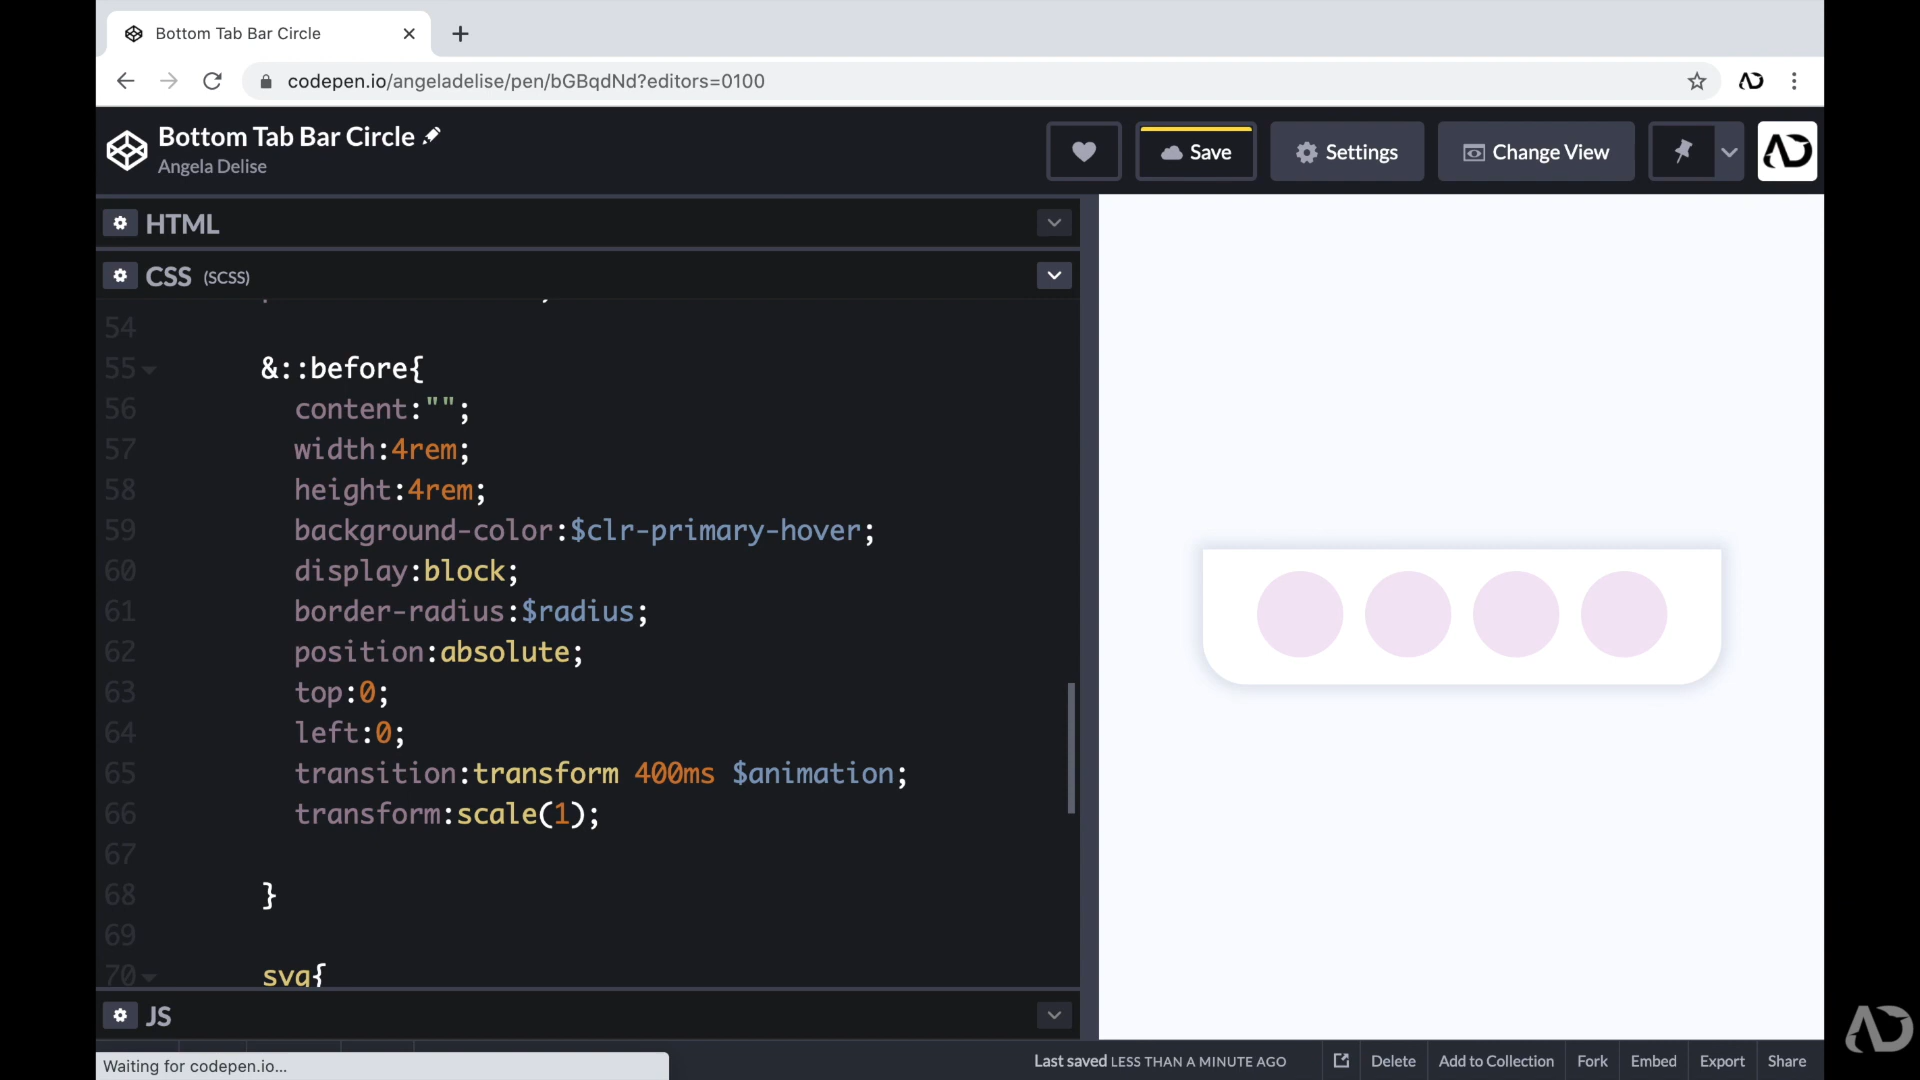 Bottom Tab Bar Circle
codepen.io/angeladelise/pen/bGBqdNd?editors=0100
Bottom Tab Bar Circle
Angela Delise
Save
Settings
Change View
HTML
CSS (SCSS)
54
55 &::before{
56 content:"";
57 width:4rem;
58 height:4rem;
59 background-color:$clr-primary-hover;
60 display:block;
61 border-radius:$radius;
62 position:absolute;
63 top:0;
64 left:0;
65 transition:transform 400ms $animation;
66 transform:scale(1);
67
68 }
69
70 svg{
JS
Waiting for codepen.io...
Last saved LESS THAN A MINUTE AGO
Delete
Add to Collection
Fork
Embed
Export
Share